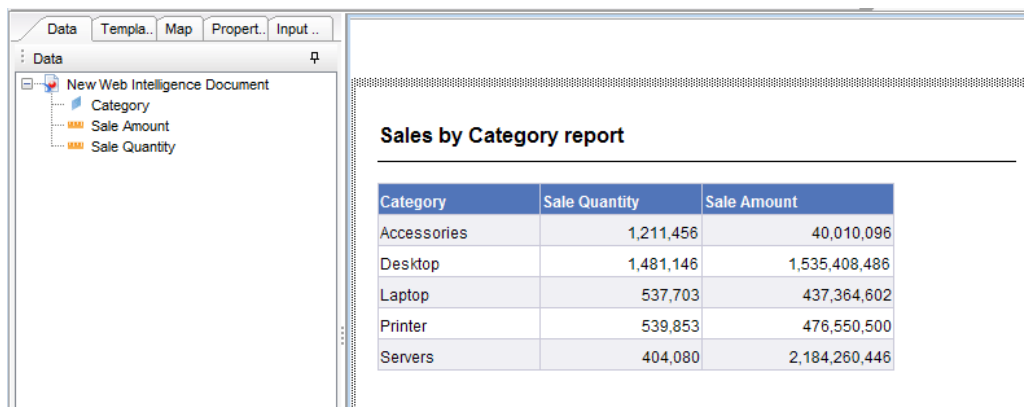 Data Templa.. Map Propert.. Input ..
Data
New Web Intelligence Document
Category
Sale Amount
Sale Quantity
Sales by Category report
Category Sale Quantity Sale Amount
Accessories 1,211,456 40,010,096
Desktop 1,481,146 1,535,408,486
Laptop 537,703 437,364,602
Printer 539,853 476,550,500
Servers 404,080 2,184,260,446